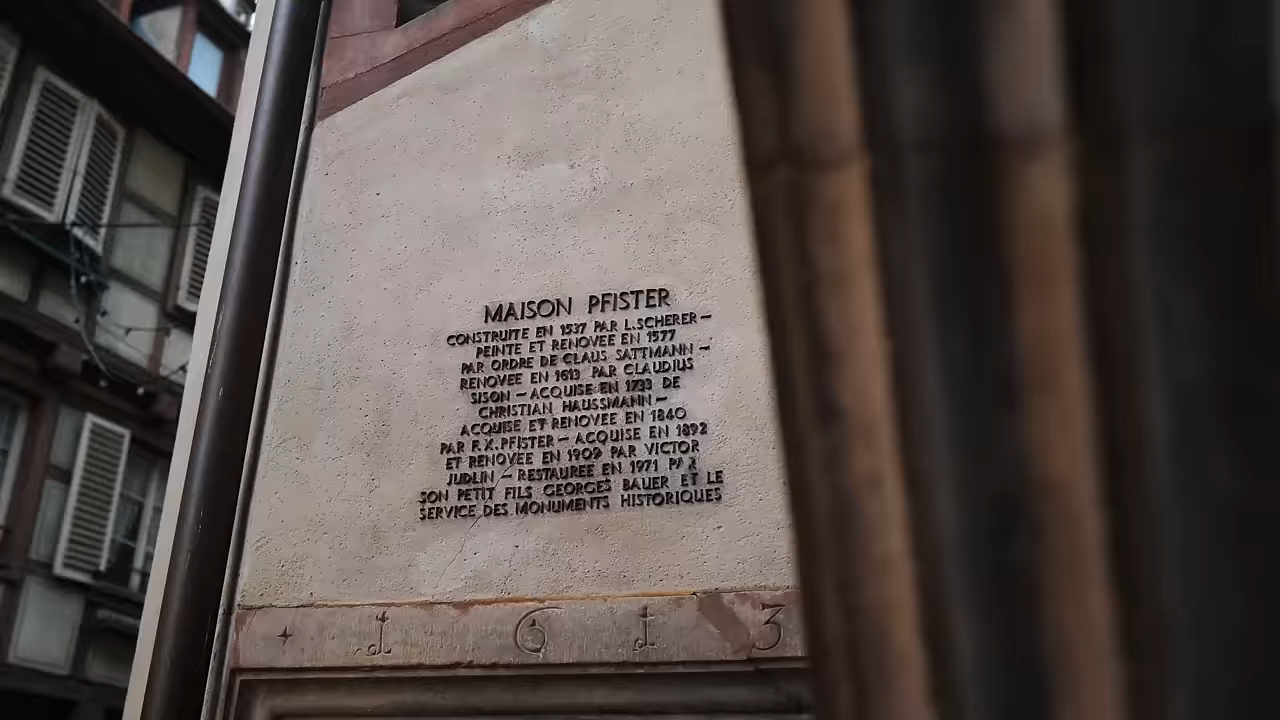 MAISON PFISTER
CONSTRUITE EN 1537 PAR L.SCHERER –
PEINTE ET RENOVEE EN 1577
PAR ORDRE DE CLAUS SATTMANN –
RENOVEE EN 1613 PAR CLAUDIUS
SISON – ACQUISE EN 1733 DE
CHRISTIAN HAUSSMANN –
ACQUISE ET RENOVEE EN 1840
PAR F.X.PFISTER – ACQUISE EN 1892
ET RENOVEE EN 1909 PAR VICTOR
JUDLIN – RESTAUREE EN 1971 PAR
SON PETIT FILS GEORGES BAUER ET LE
SERVICE DES MONUMENTS HISTORIQUES
1613